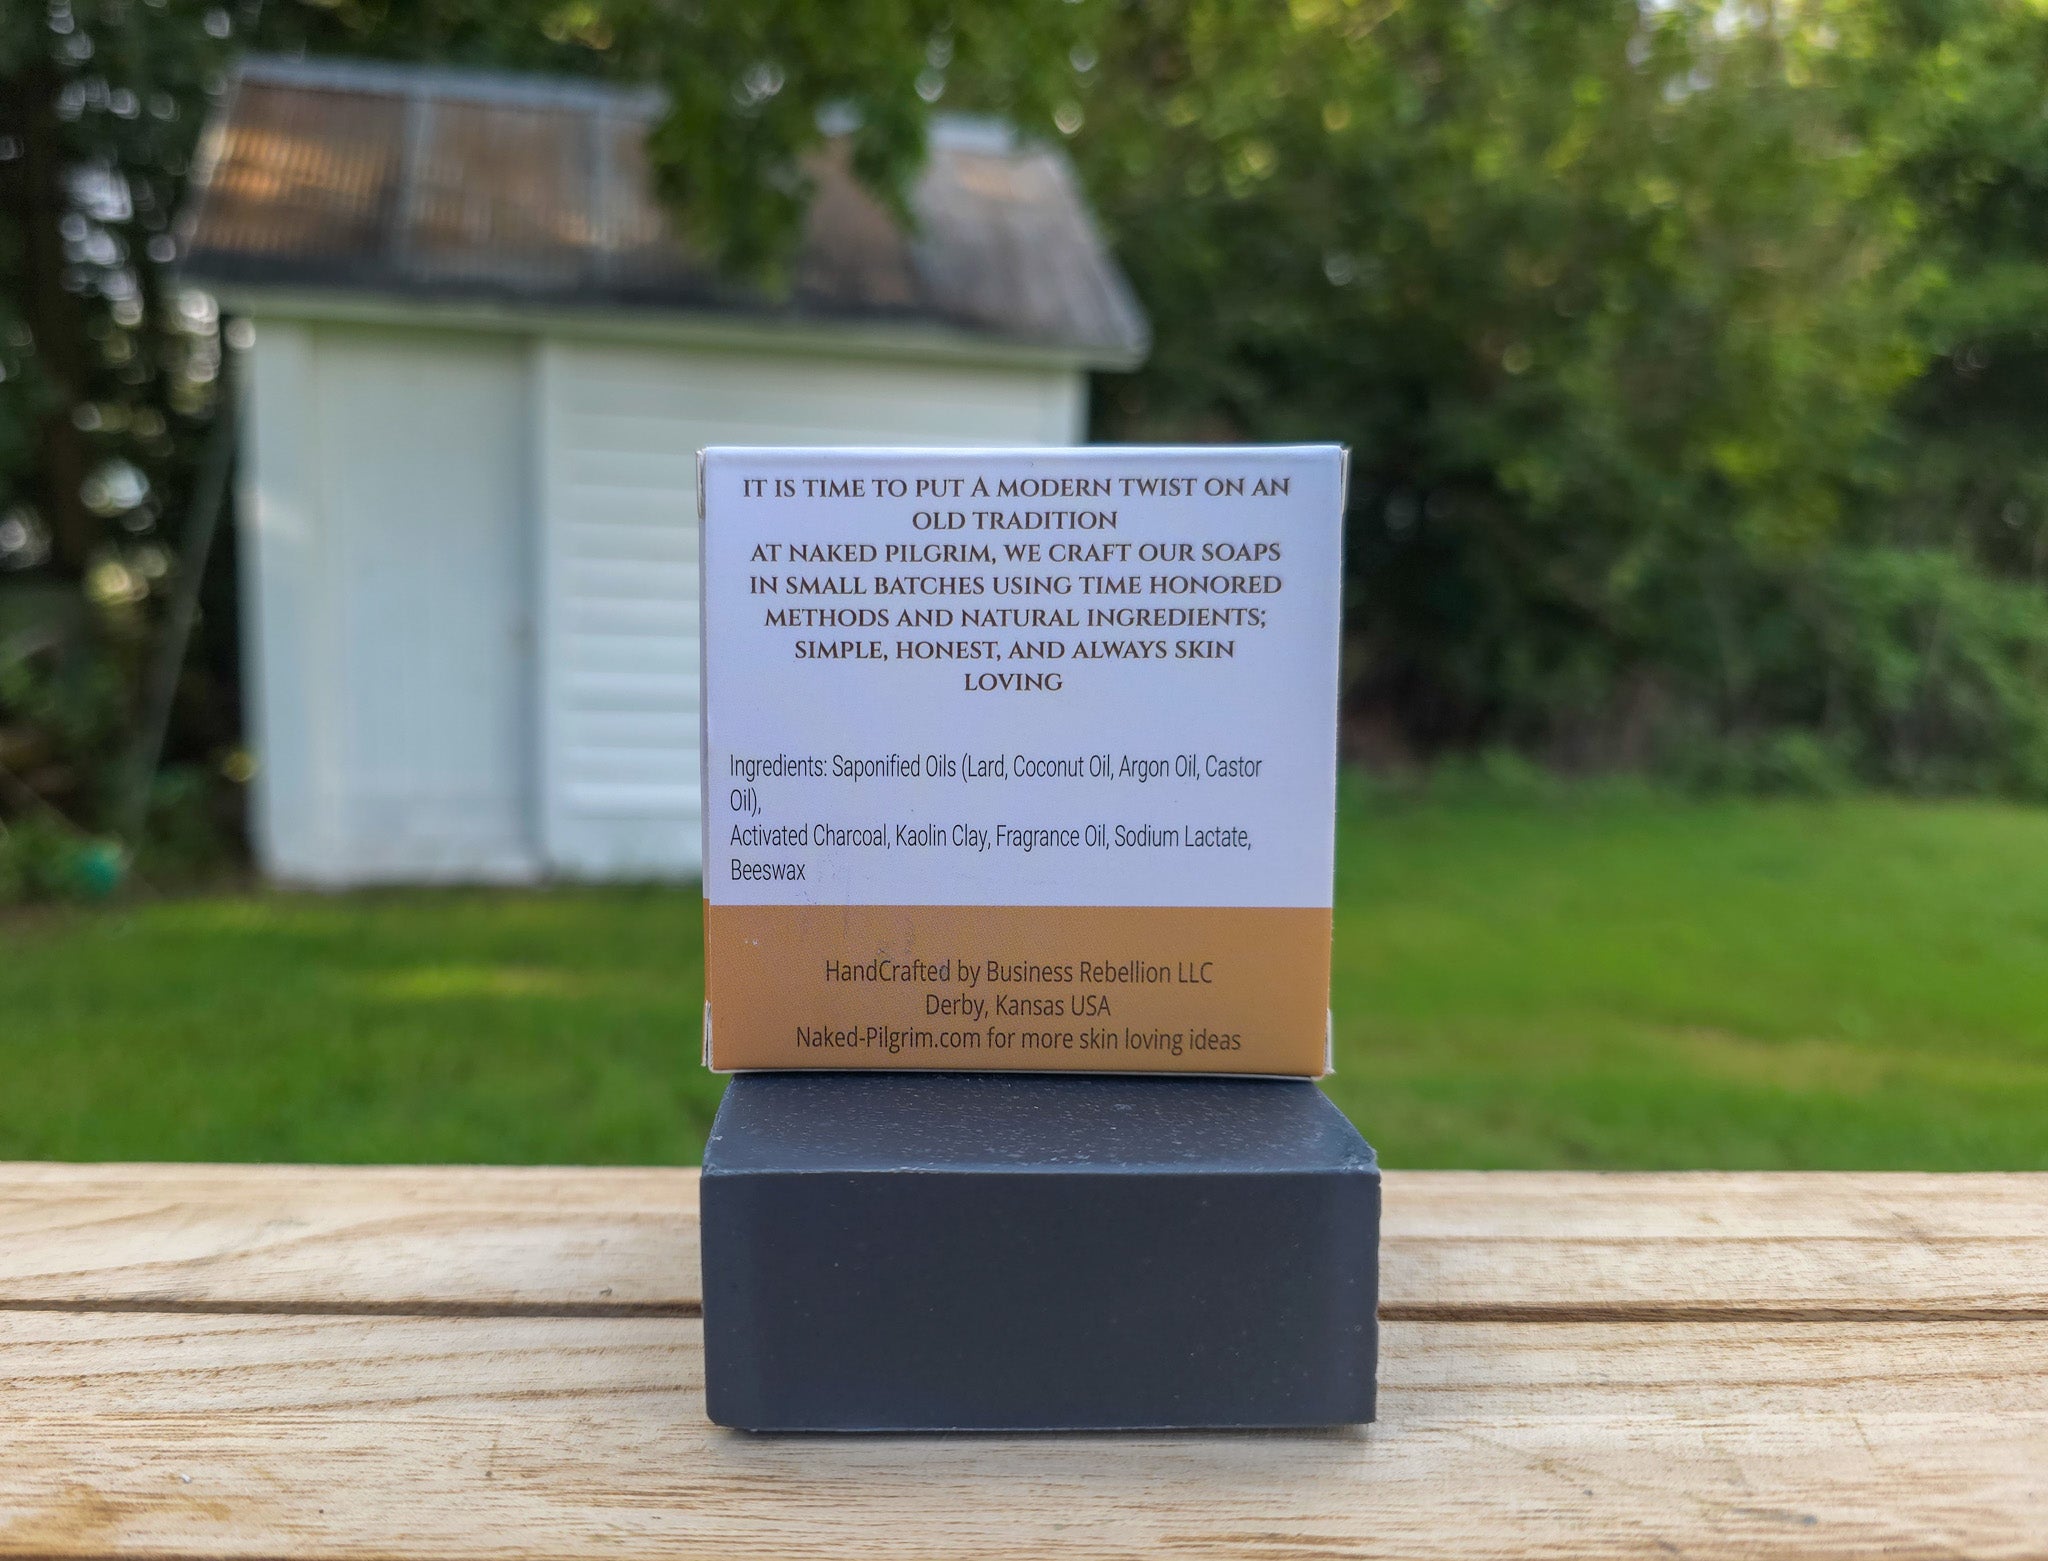 IT IS TIME TO PUT A MODERN TWIST ON AN
OLD TRADITION
AT NAKED PILGRIM, WE CRAFT OUR SOAPS
IN SMALL BATCHES USING TIME HONORED
METHODS AND NATURAL INGREDIENTS;
SIMPLE, HONEST, AND ALWAYS SKIN
LOVING
Ingredients: Saponified Oils (Lard, Coconut Oil, Argon Oil, Castor
Oil),
Activated Charcoal, Kaolin Clay, Fragrance Oil, Sodium Lactate,
Beeswax
HandCrafted by Business Rebellion LLC
Derby, Kansas USA
Naked-Pilgrim.com for more skin loving ideas